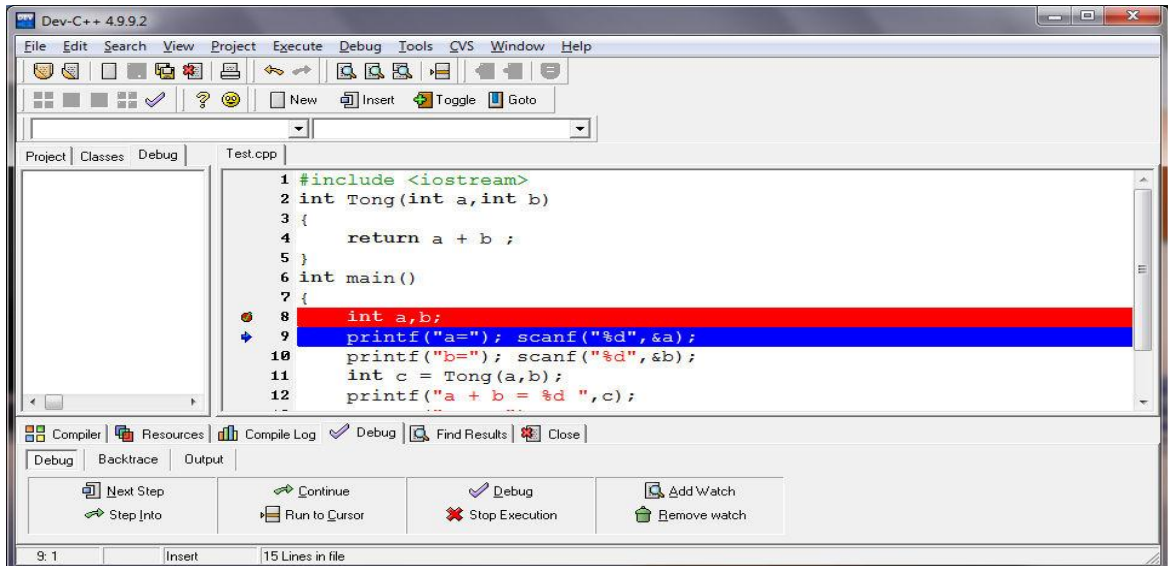 Dev-C++ 4.9.9.2
File Edit Search View Project Execute Debug Tools CVS Window Help
New Insert Toggle Goto
Project Classes Debug Test.cpp
1 #include <iostream>
2 int Tong(int a,int b)
3 {
4 return a + b ;
5 }
6 int main()
7 {
8 int a,b;
9 printf("a="); scanf("%d",&a);
10 printf("b="); scanf("%d",&b);
11 int c = Tong(a,b);
12 printf("a + b = %d ",c);
Compiler Resources Compile Log Debug Find Results Close
Debug Backtrace Output
Next Step Continue Debug Add Watch
Step Into Run to Cursor Stop Execution Remove watch
9: 1 Insert 15 Lines in file